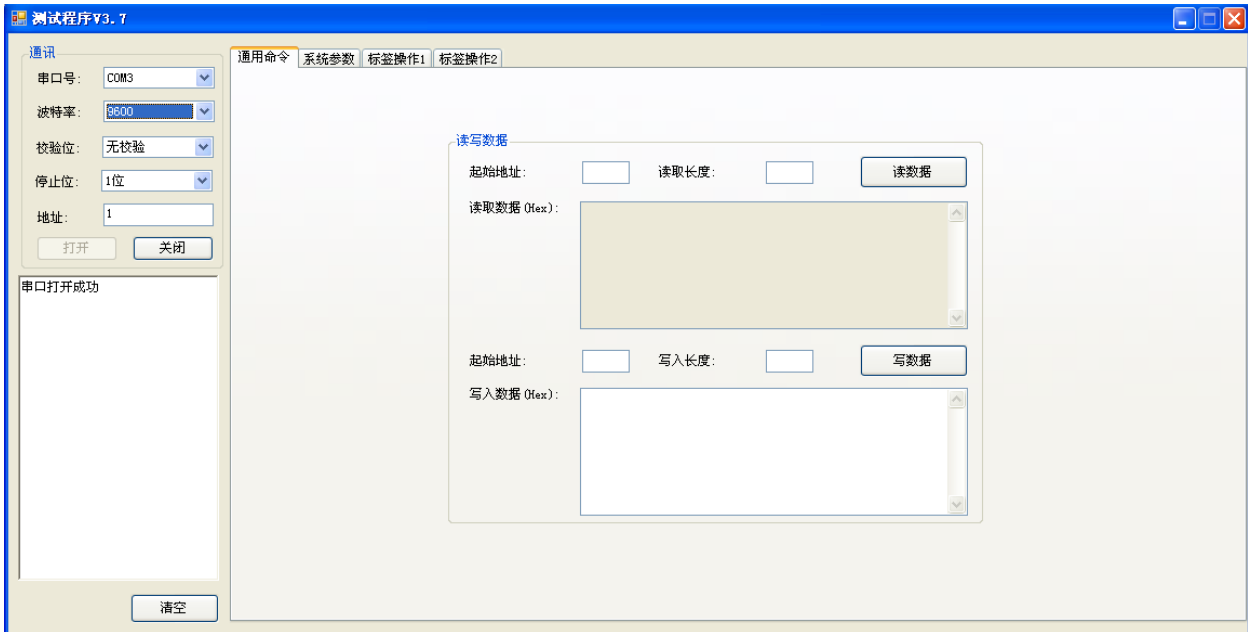 测试程序V3.7
通讯
串口号: COM3
波特率: 9600
校验位: 无校验
停止位: 1位
地址: 1
打开 关闭
串口打开成功
清空
通用命令 系统参数 标签操作1 标签操作2
读写数据
起始地址: 读取长度: 读数据
读取数据(Hex):
起始地址: 写入长度: 写数据
写入数据(Hex):